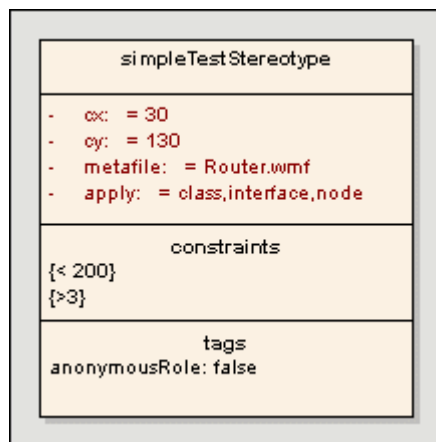 simpleTestStereotype
- cx: = 30
- cy: = 130
- metafile: = Router.wmf
- apply: = class,interface,node
constraints
{< 200}
{>3}
tags
anonymousRole: false